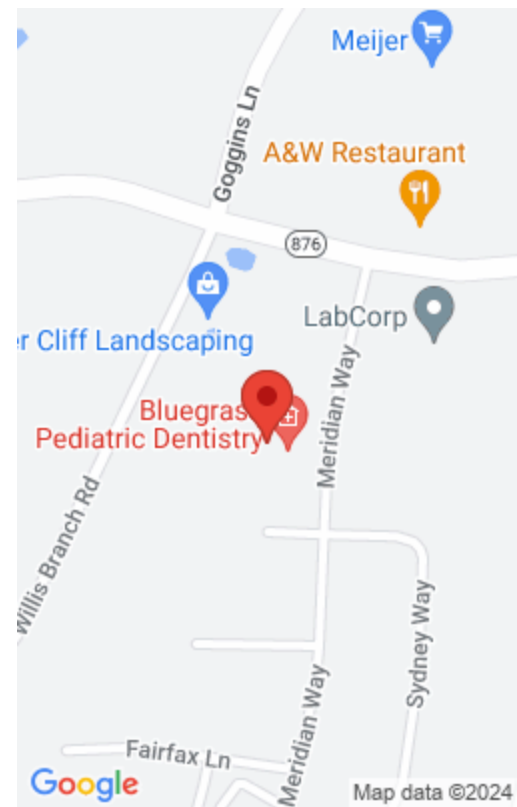 Meijer
Goggins Ln
A&W Restaurant
876
LabCorp
r Cliff Landscaping
Meridian Way
Bluegras
Pediatric Dentistry
Willis Branch Rd
Sydney Way
Meridian Way
Fairfax Ln
Google
Map data ©2024